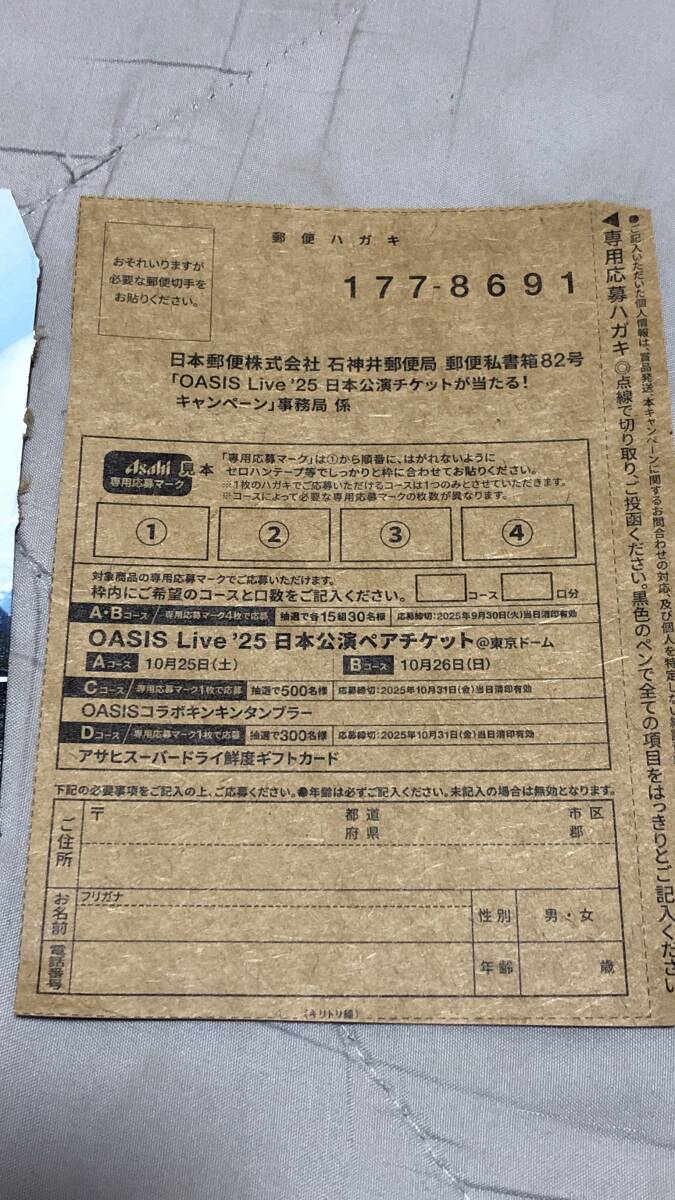 郵便ハガキ
おそれいりますが
必要な郵便切手を
お貼りください。
177-8691
日本郵便株式会社 石神井郵便局 郵便私書箱82号
「OASIS Live '25 日本公演チケットが当たる!
キャンペーン」事務局 係
Asahi
専用応募マーク
見本
「専用応募マーク」は①から順番に、はがれないように
セロハンテープ等でしっかりと枠に合わせてお貼りください。
※1枚のハガキでご応募いただけるコースは1つのみとさせていただきます。
※コースによって必要な専用応募マークの枚数が異なります。
① ② ③ ④
対象商品の専用応募マークでご応募いただけます。
枠内にご希望のコースと口数をご記入ください。 コース 口分
A・Bコース/専用応募マーク4枚で応募 抽選で各15組30名様 応募締切:2025年9月30日(火)当日消印有効
OASIS Live '25 日本公演ペアチケット@東京ドーム
Aコース 10月25日(土) Bコース 10月26日(日)
Cコース/専用応募マーク1枚で応募 抽選で500名様 応募締切:2025年10月31日(金)当日消印有効
OASISコラボキンキンタンブラー
Dコース/専用応募マーク1枚で応募 抽選で300名様 応募締切:2025年10月31日(金)当日消印有効
アサヒスーパードライ鮮度ギフトカード
下記の必要事項をご記入の上、ご応募ください。●年齢は必ずご記入ください。未記入の場合は無効となります。
ご住所 〒 都道 市区
府県 郡
お名前 フリガナ 性別 男・女
電話番号 年齢 歳
(キリトリ線)
◀専用応募ハガキ ◎点線で切り取り、ご投函ください。黒色のペンで全ての項目をはっきりとご記入ください
●ご記入いただいた個人情報は、賞品発送、本キャンペーンに関するお問合わせの対応、及び個人を特定しな